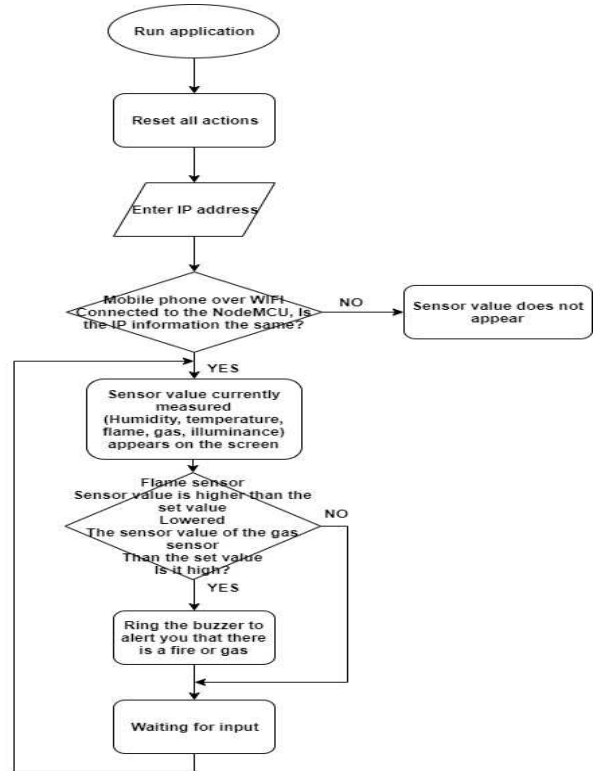 Run application
Reset all actions
Enter IP address
Mobile phone over WIFI
Connected to the NodeMCU, Is
the IP information the same?
NO
Sensor value does not
appear
YES
Sensor value currently
measured
(Humidity, temperature,
flame, gas, illuminance)
appears on the screen
Flame sensor
Sensor value is higher than the
set value
Lowered
The sensor value of the gas
sensor
Than the set value
Is it high?
NO
YES
Ring the buzzer to
alert you that there
is a fire or gas
Waiting for input